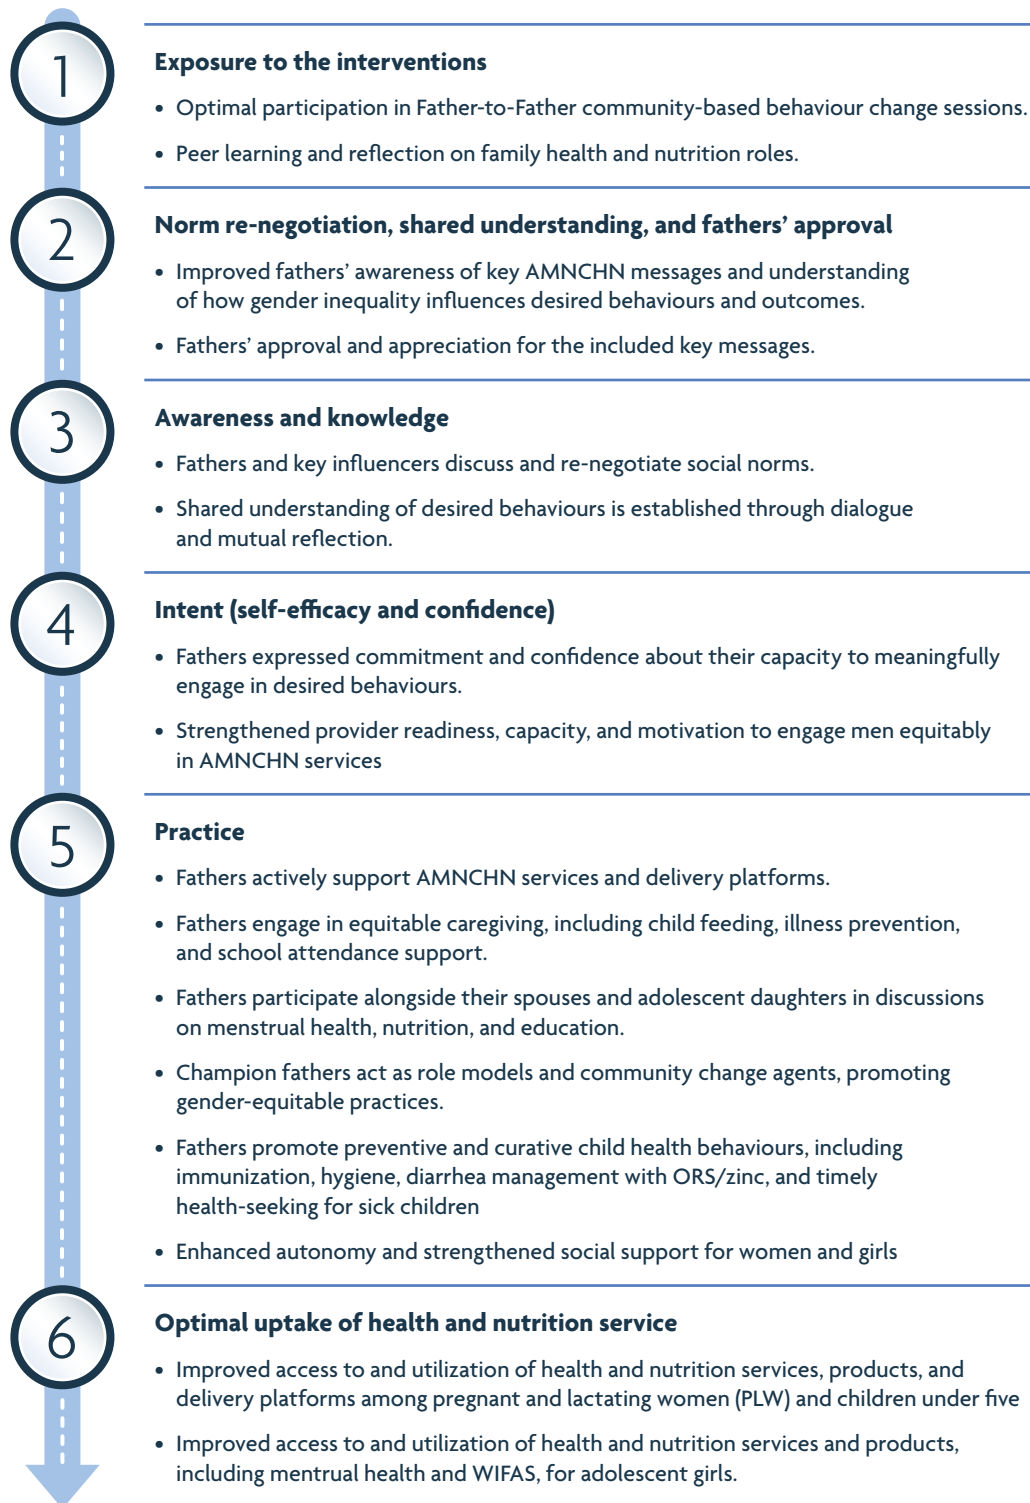 1
Exposure to the interventions
• Optimal participation in Father-to-Father community-based behaviour change sessions.
• Peer learning and reflection on family health and nutrition roles.
2
Norm re-negotiation, shared understanding, and fathers’ approval
• Improved fathers’ awareness of key AMNCHN messages and understanding
of how gender inequality influences desired behaviours and outcomes.
• Fathers’ approval and appreciation for the included key messages.
3
Awareness and knowledge
• Fathers and key influencers discuss and re-negotiate social norms.
• Shared understanding of desired behaviours is established through dialogue
and mutual reflection.
4
Intent (self-efficacy and confidence)
• Fathers expressed commitment and confidence about their capacity to meaningfully
engage in desired behaviours.
• Strengthened provider readiness, capacity, and motivation to engage men equitably
in AMNCHN services
5
Practice
• Fathers actively support AMNCHN services and delivery platforms.
• Fathers engage in equitable caregiving, including child feeding, illness prevention,
and school attendance support.
• Fathers participate alongside their spouses and adolescent daughters in discussions
on menstrual health, nutrition, and education.
• Champion fathers act as role models and community change agents, promoting
gender-equitable practices.
• Fathers promote preventive and curative child health behaviours, including
immunization, hygiene, diarrhea management with ORS/zinc, and timely
health-seeking for sick children
• Enhanced autonomy and strengthened social support for women and girls
6
Optimal uptake of health and nutrition service
• Improved access to and utilization of health and nutrition services, products, and
delivery platforms among pregnant and lactating women (PLW) and children under five
• Improved access to and utilization of health and nutrition services and products,
including mentrual health and WIFAS, for adolescent girls.